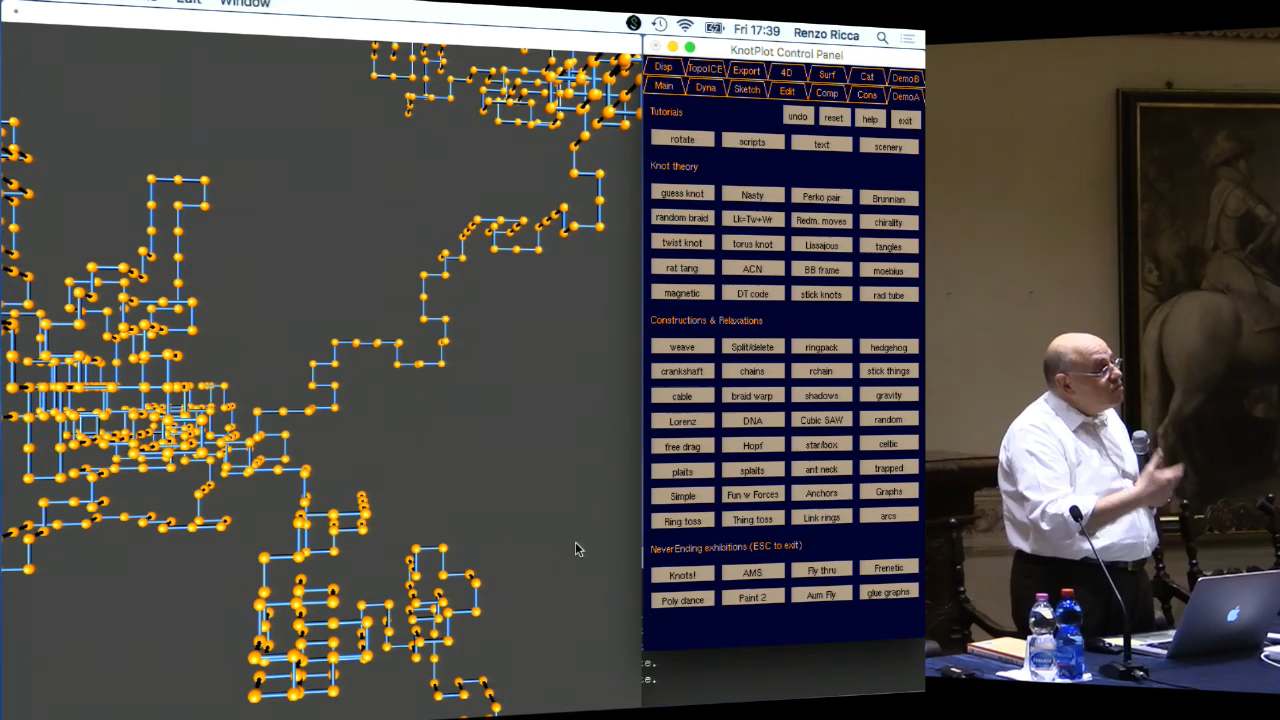 Edit Window
Fri 17:39 Renzo Ricca
KnotPlot Control Panel
Disp TopoICE Export 4D Surf Cat DemoB
Main Dyna Sketch Edit Comp Cons DemoA
Tutorials undo reset help exit
rotate scripts text scenery
Knot theory
guess knot Nasty Perko pair Brunnian
random braid Lk=Tw+Wr Redm. moves chirality
twist knot torus knot Lissajous tangles
rat tang ACN BB frame moebius
magnetic DT code stick knots rad tube
Constructions & Relaxations
weave Split/delete ringpack hedgehog
crankshaft chains rchain stick things
cable braid warp shadows gravity
Lorenz DNA Cubic SAW random
free drag Hopf star/box celtic
plaits splaits ant neck trapped
Simple Fun w Forces Anchors Graphs
Ring toss Thing toss Link rings arcs
NeverEnding exhibitions (ESC to exit)
Knots! AMS Fly thru Frenetic
Poly dance Paint 2 Aum Fly glue graphs
te.
te.